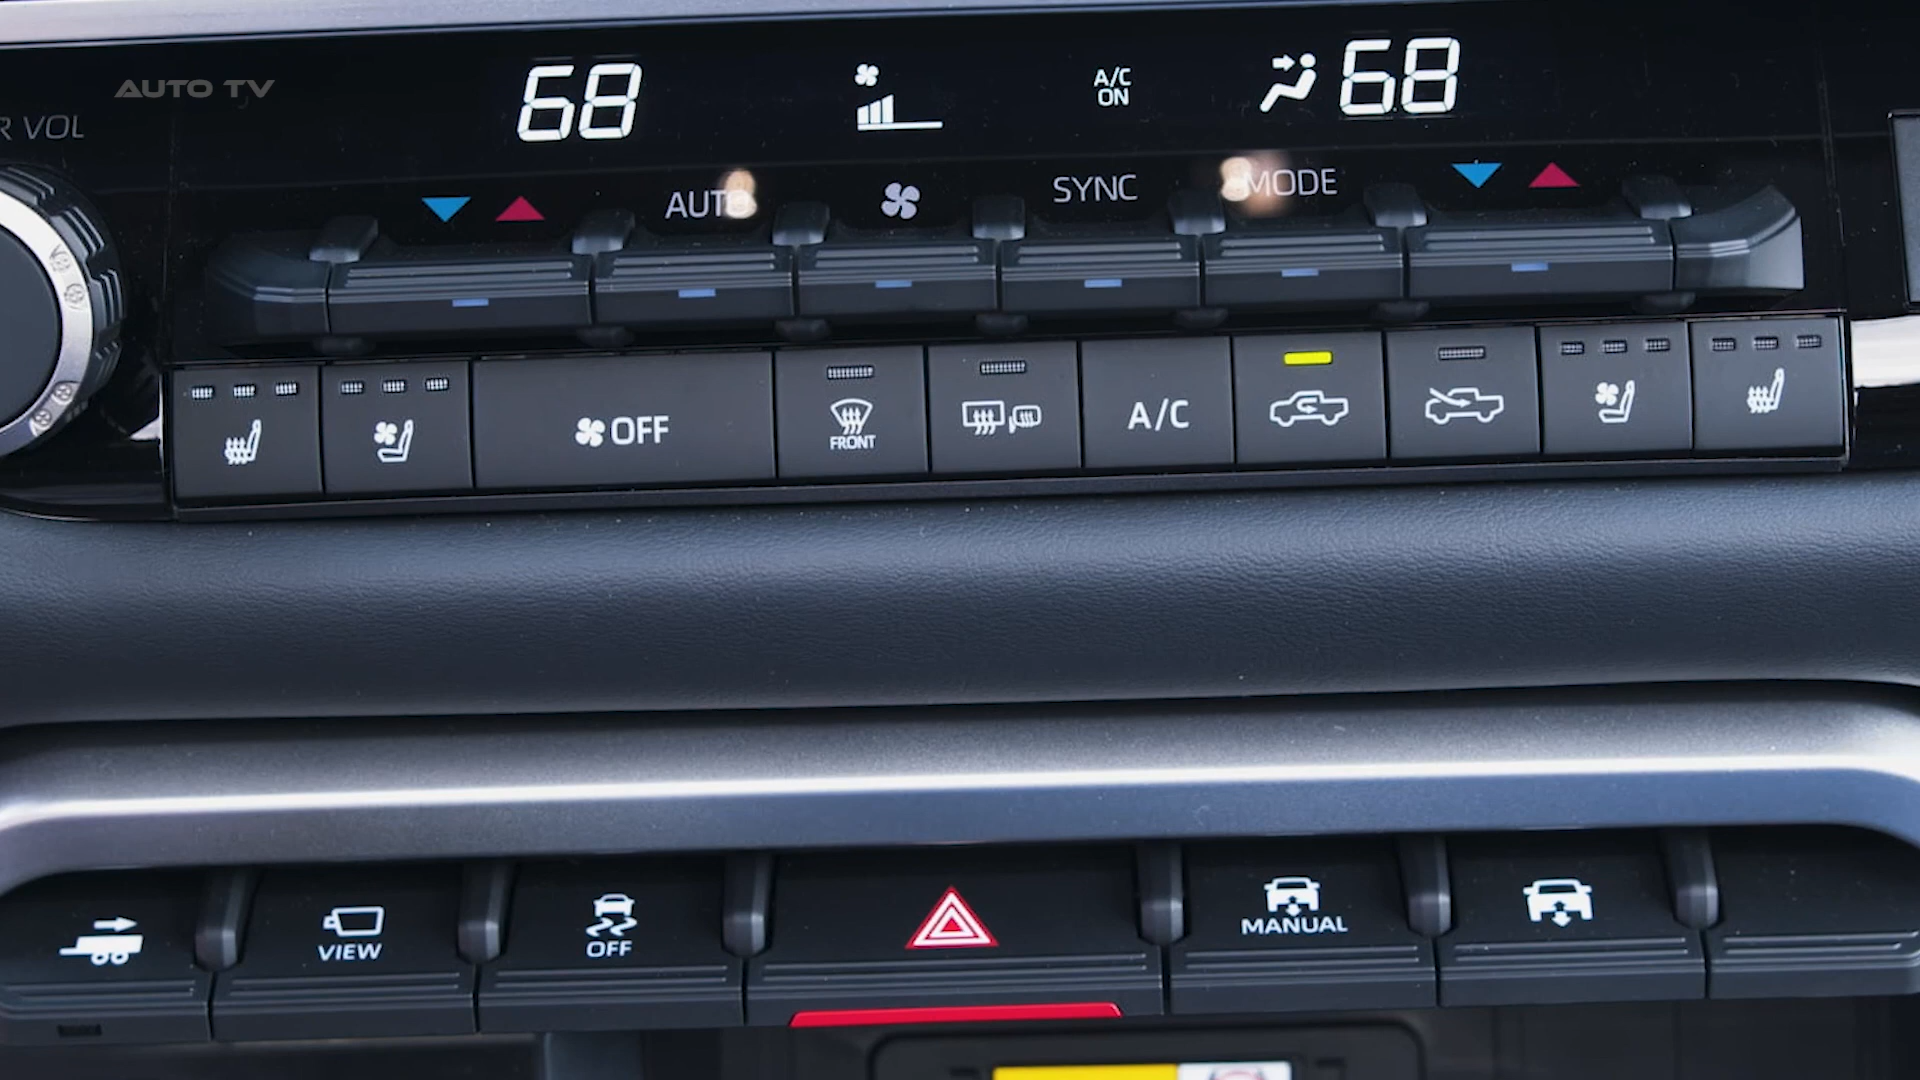 AUTO TV
68
A/C
ON
68
R VOL
AUTO
SYNC
MODE
OFF
FRONT
A/C
VIEW
OFF
MANUAL